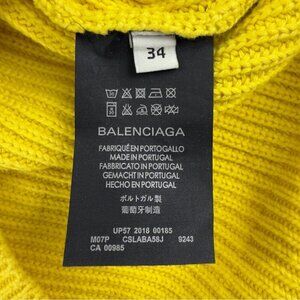 34
BALENCIAGA
FABRIQUÉ EN PORTOGALLO
MADE IN PORTUGAL
FABBRICATO IN PORTUGAL
GEMACHT IN PORTUGAL
HECHO EN PORTUGAL
ポルトガル製
葡萄牙制造
UP57 2018 00185
M07P CSLABA58J 9243
CA 00985